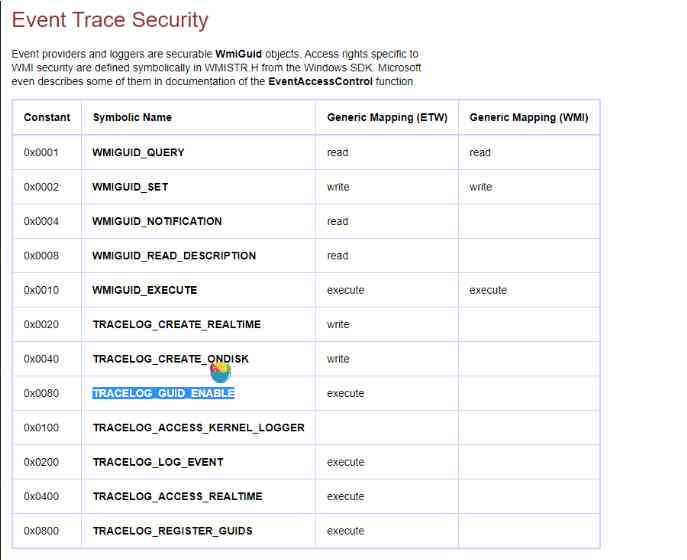 Event Trace Security
Event providers and loggers are securable WmiGuid objects. Access rights specific to
WMI security are defined symbolically in WMISTR.H from the Windows SDK. Microsoft
even describes some of them in documentation of the EventAccessControl function.
Constant Symbolic Name Generic Mapping (ETW) Generic Mapping (WMI)
0x0001 WMIGUID_QUERY read read
0x0002 WMIGUID_SET write write
0x0004 WMIGUID_NOTIFICATION read
0x0008 WMIGUID_READ_DESCRIPTION read
0x0010 WMIGUID_EXECUTE execute execute
0x0020 TRACELOG_CREATE_REALTIME write
0x0040 TRACELOG_CREATE_ONDISK write
0x0080 TRACELOG_GUID_ENABLE execute
0x0100 TRACELOG_ACCESS_KERNEL_LOGGER
0x0200 TRACELOG_LOG_EVENT execute
0x0400 TRACELOG_ACCESS_REALTIME execute
0x0800 TRACELOG_REGISTER_GUIDS execute